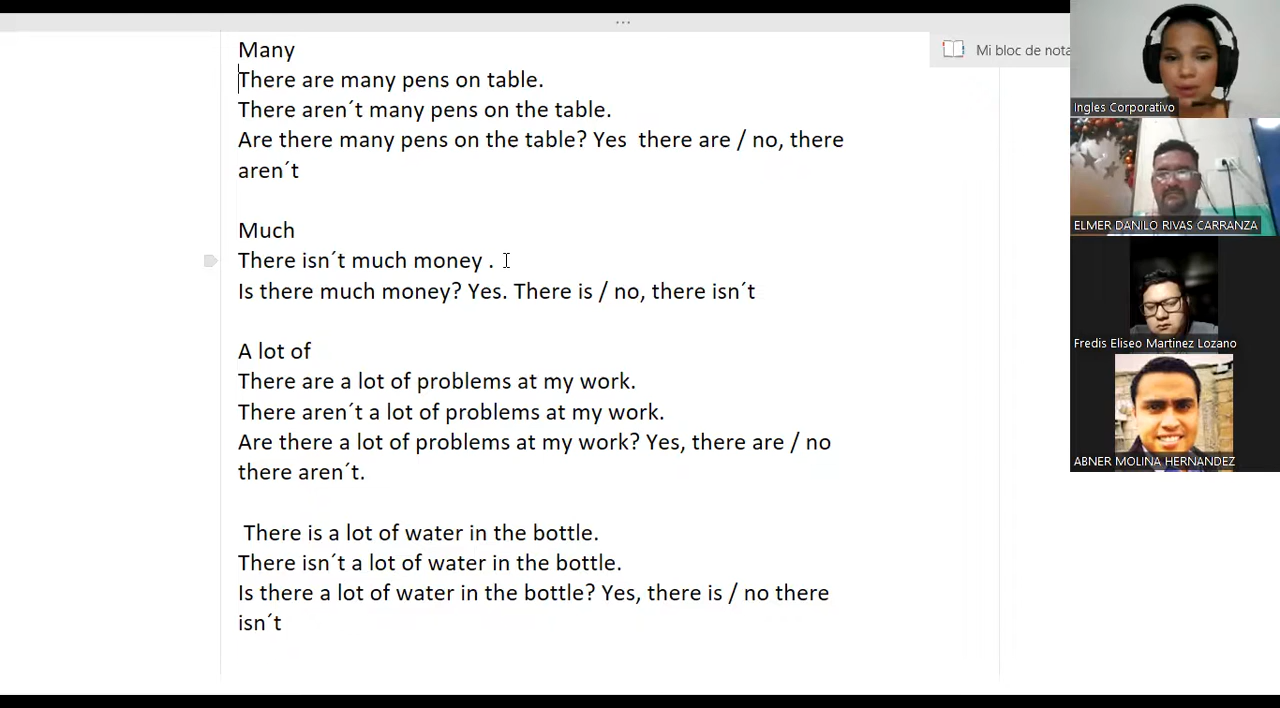 Many
There are many pens on table.
There aren´t many pens on the table.
Are there many pens on the table? Yes  there are / no, there
aren´t
Much
There isn´t much money .
Is there much money? Yes. There is / no, there isn´t
A lot of
There are a lot of problems at my work.
There aren´t a lot of problems at my work.
Are there a lot of problems at my work? Yes, there are / no
there aren´t.
There is a lot of water in the bottle.
There isn´t a lot of water in the bottle.
Is there a lot of water in the bottle? Yes, there is / no there
isn´t
Mi bloc de nota
Ingles Corporativo
ELMER DANILO RIVAS CARRANZA
Fredis Eliseo Martinez Lozano
ABNER MOLINA HERNANDEZ